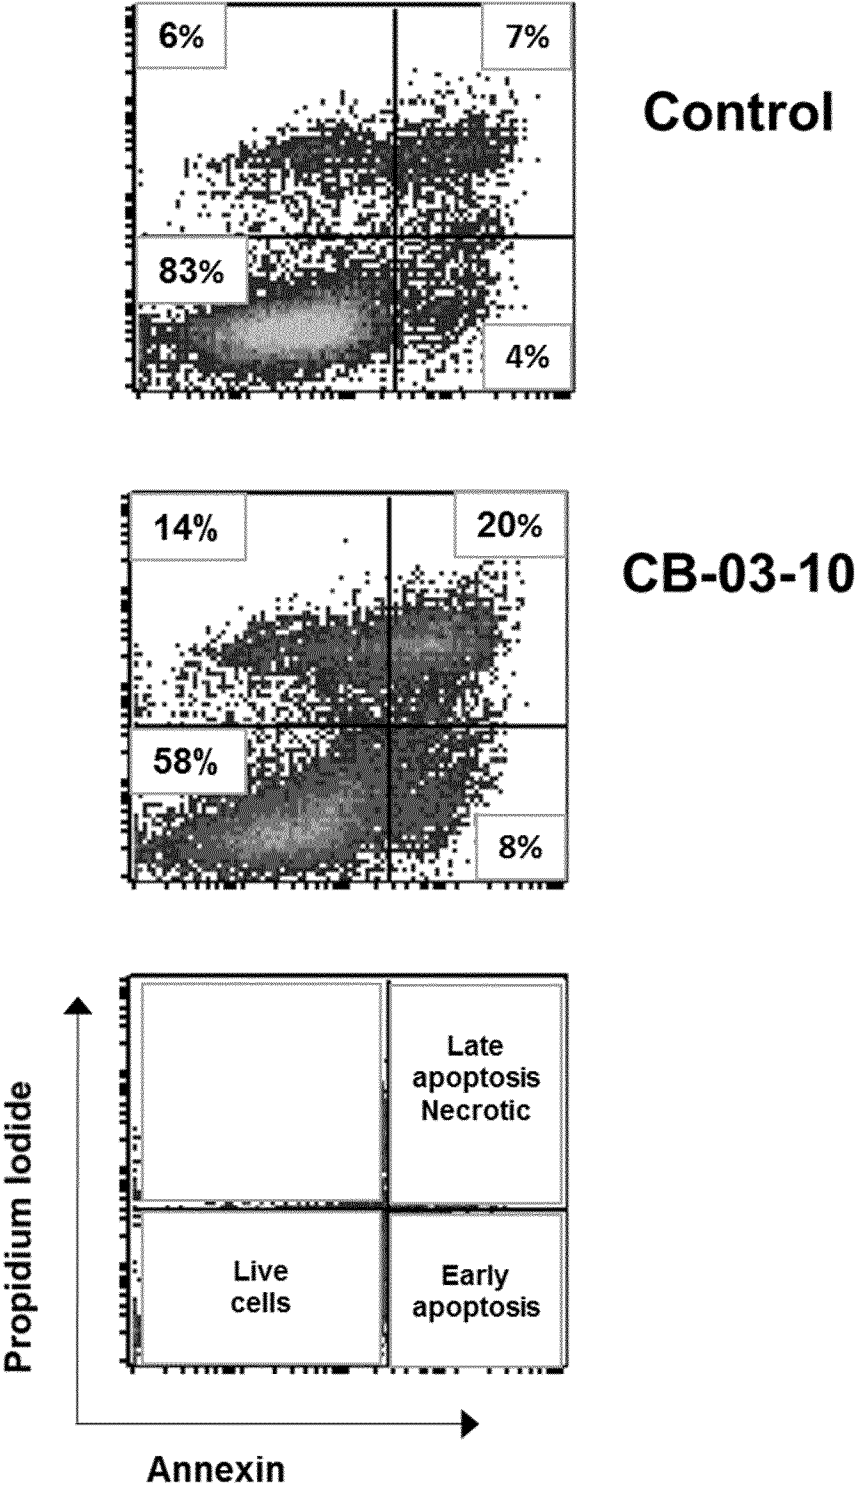 6%
7%
Control
83%
4%
14%
20%
CB-03-10
58%
8%
Late
apoptosis
Necrotic
Live
cells
Early
apoptosis
Propidium Iodide
Annexin